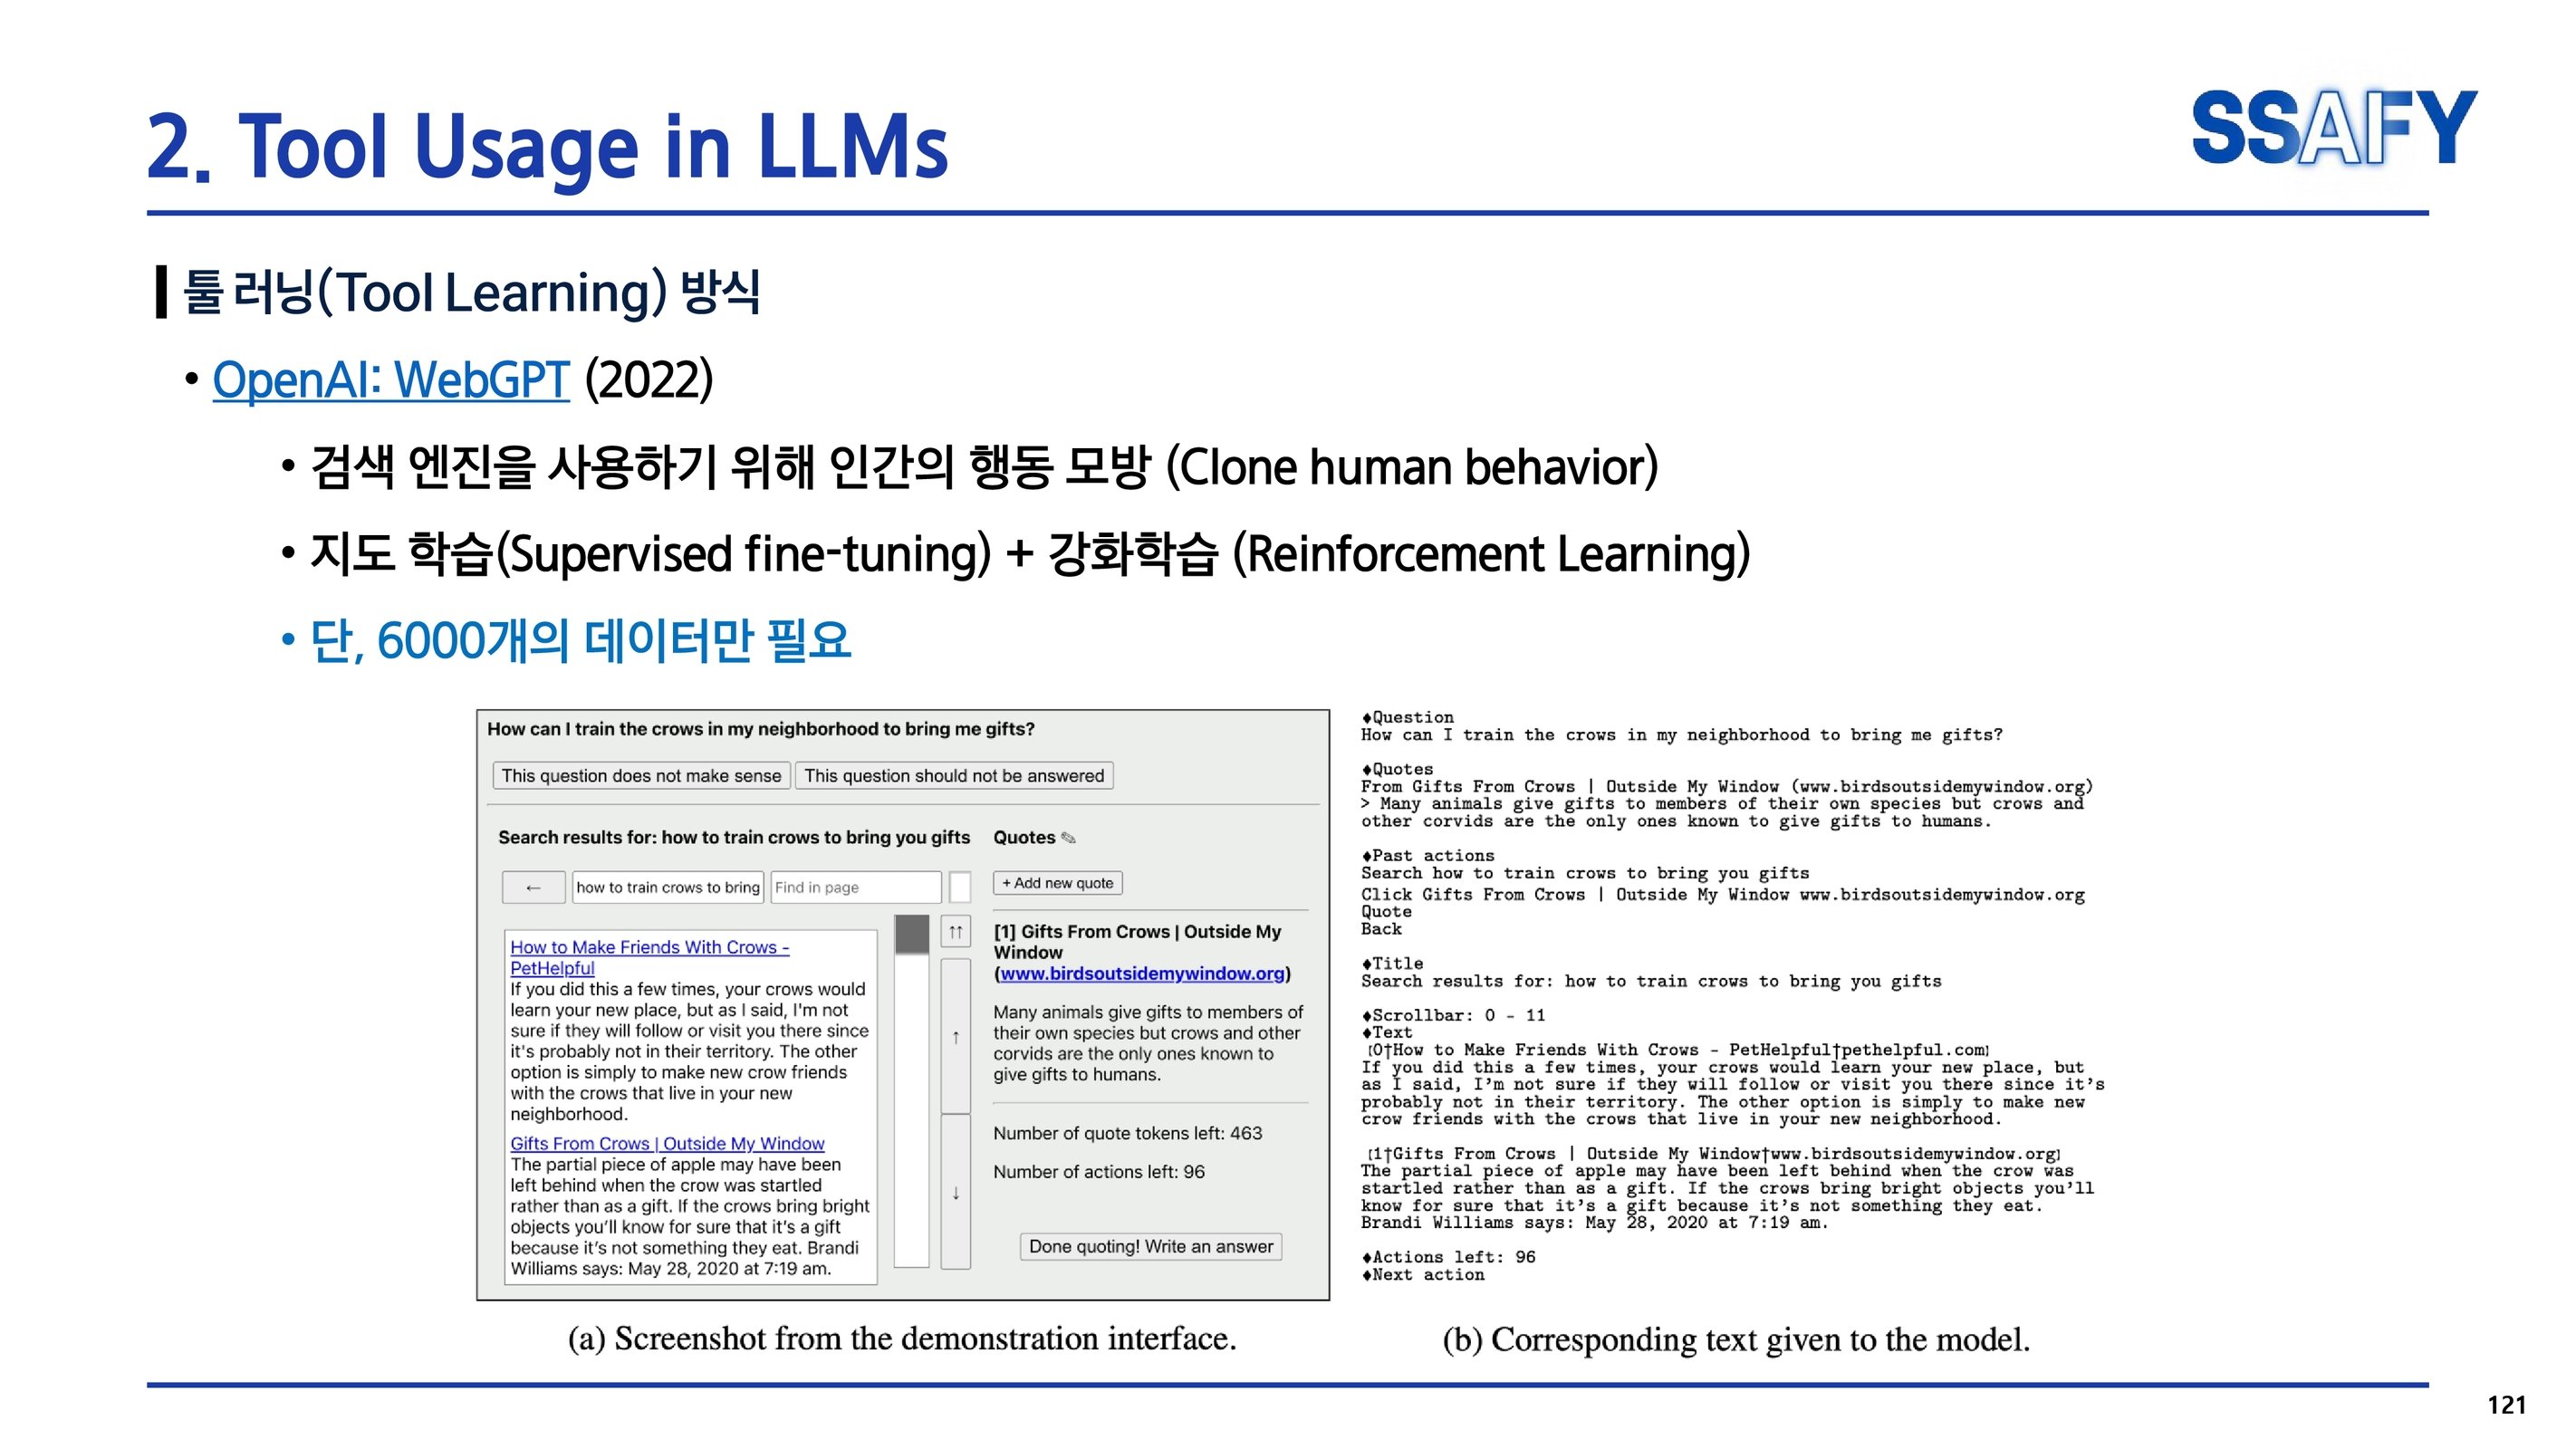 2. Tool Usage in LLMs
SSAFY
툴 러닝(Tool Learning) 방식
• OpenAI: WebGPT (2022)
• 검색 엔진을 사용하기 위해 인간의 행동 모방 (Clone human behavior)
• 지도 학습(Supervised fine-tuning) + 강화학습 (Reinforcement Learning)
• 단, 6000개의 데이터만 필요
How can I train the crows in my neighborhood to bring me gifts?
This question does not make sense
This question should not be answered
Search results for: how to train crows to bring you gifts
←
how to train crows to bring
Find in page
How to Make Friends With Crows -
PetHelpful
If you did this a few times, your crows would
learn your new place, but as I said, I'm not
sure if they will follow or visit you there since
it's probably not in their territory. The other
option is simply to make new crow friends
with the crows that live in your new
neighborhood.
Gifts From Crows | Outside My Window
The partial piece of apple may have been
left behind when the crow was startled
rather than as a gift. If the crows bring bright
objects you'll know for sure that it's a gift
because it's not something they eat. Brandi
Williams says: May 28, 2020 at 7:19 am.
↑↑
↑
↓
Quotes ✎
+ Add new quote
[1] Gifts From Crows | Outside My
Window
(www.birdsoutsidemywindow.org)
Many animals give gifts to members of
their own species but crows and other
corvids are the only ones known to
give gifts to humans.
Number of quote tokens left: 463
Number of actions left: 96
Done quoting! Write an answer
(a) Screenshot from the demonstration interface.
♦Question
How can I train the crows in my neighborhood to bring me gifts?
♦Quotes
From Gifts From Crows | Outside My Window (www.birdsoutsidemywindow.org)
> Many animals give gifts to members of their own species but crows and
other corvids are the only ones known to give gifts to humans.
♦Past actions
Search how to train crows to bring you gifts
Click Gifts From Crows | Outside My Window www.birdsoutsidemywindow.org
Quote
Back
♦Title
Search results for: how to train crows to bring you gifts
♦Scrollbar: 0 - 11
♦Text
【0†How to Make Friends With Crows - PetHelpful†pethelpful.com】
If you did this a few times, your crows would learn your new place, but
as I said, I'm not sure if they will follow or visit you there since it's
probably not in their territory. The other option is simply to make new
crow friends with the crows that live in your new neighborhood.
【1†Gifts From Crows | Outside My Window†www.birdsoutsidemywindow.org】
The partial piece of apple may have been left behind when the crow was
startled rather than as a gift. If the crows bring bright objects you'll
know for sure that it's a gift because it's not something they eat.
Brandi Williams says: May 28, 2020 at 7:19 am.
♦Actions left: 96
♦Next action
(b) Corresponding text given to the model.
121